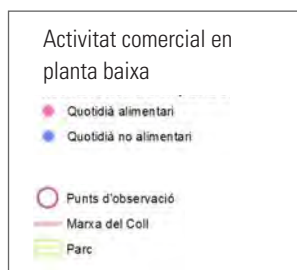 Activitat comercial en
planta baixa
Quotidià alimentari
Quotidià no alimentari
Punts d'observació
Marxa del Coll
Parc